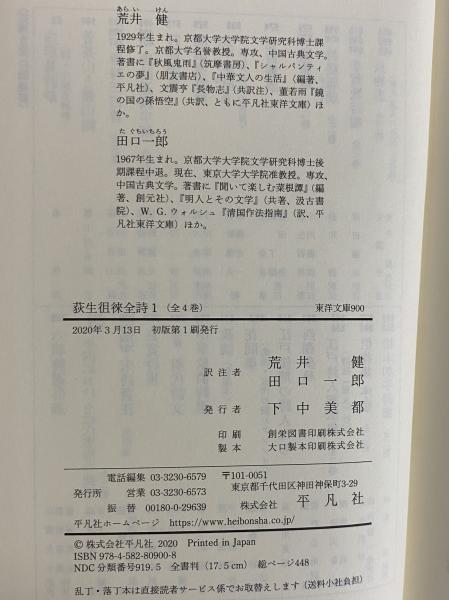 あらい けん
荒井 健
1929年生まれ。京都大学大学院文学研究科博士課
程修了。京都大学名誉教授。専攻、中国古典文学。
著書に『秋風鬼雨』(筑摩書房)、『シャルパンティ
エの夢』(朋友書店)、『中華文人の生活』(編著、
平凡社)、文震亨『長物志』(共訳注)、董若雨『鏡
の国の孫悟空』(共訳、ともに平凡社東洋文庫)ほ
か。
たぐちいちろう
田口一郎
1967年生まれ。京都大学大学院文学研究科博士後
期課程中退。現在、東京大学大学院准教授。専攻、
中国古典文学。著書に『聞いて楽しむ菜根譚』(編
著、創元社)、『明人とその文学』(共著、汲古書
院)、W. G. ウォルシュ『清国作法指南』(訳、平
凡社東洋文庫)ほか。
荻生徂徠全詩 1 (全4巻) 東洋文庫900
2020年3月13日 初版第1刷発行
訳注者 荒井 健
田口一郎
発行者 下中美都
印刷 創栄図書印刷株式会社
製本 大口製本印刷株式会社
電話編集 03-3230-6579 〒101-0051
発行所 営業 03-3230-6573 東京都千代田区神田神保町3-29
振替 00180-0-29639 株式会社 平凡社
平凡社ホームページ https://www.heibonsha.co.jp/
© 株式会社平凡社 2020 Printed in Japan
ISBN 978-4-582-80900-8
NDC 分類番号919.5 全書判(17.5 cm) 総ページ448
乱丁・落丁本は直接読者サービス係でお取替えします(送料小社負担)